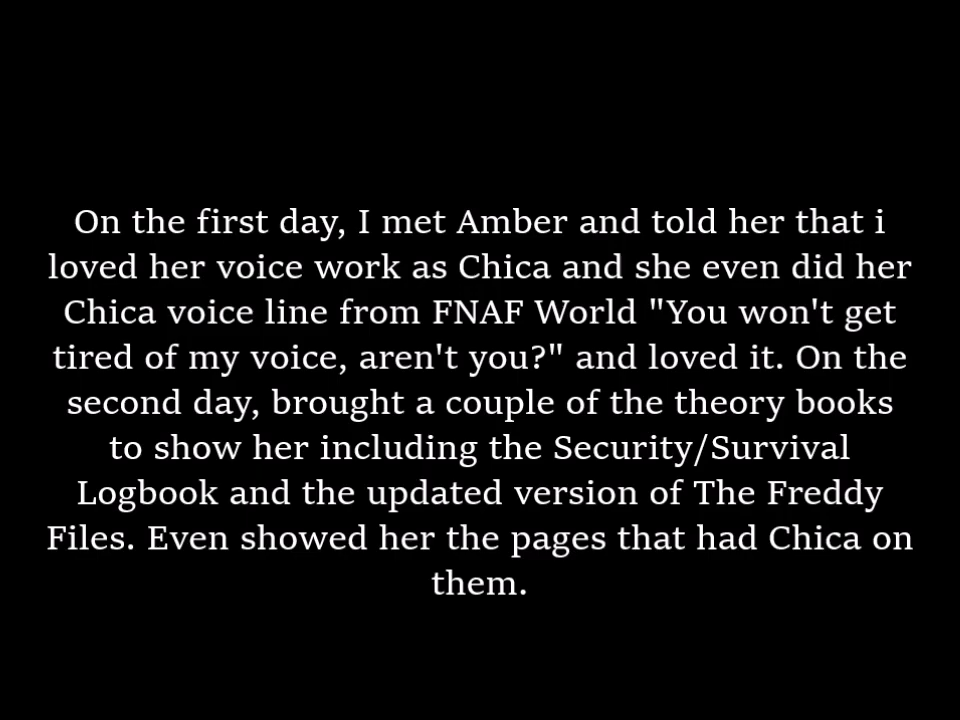 On the first day, I met Amber and told her that i
loved her voice work as Chica and she even did her
Chica voice line from FNAF World "You won't get
tired of my voice, aren't you?" and loved it. On the
second day, brought a couple of the theory books
to show her including the Security/Survival
Logbook and the updated version of The Freddy
Files. Even showed her the pages that had Chica on
them.